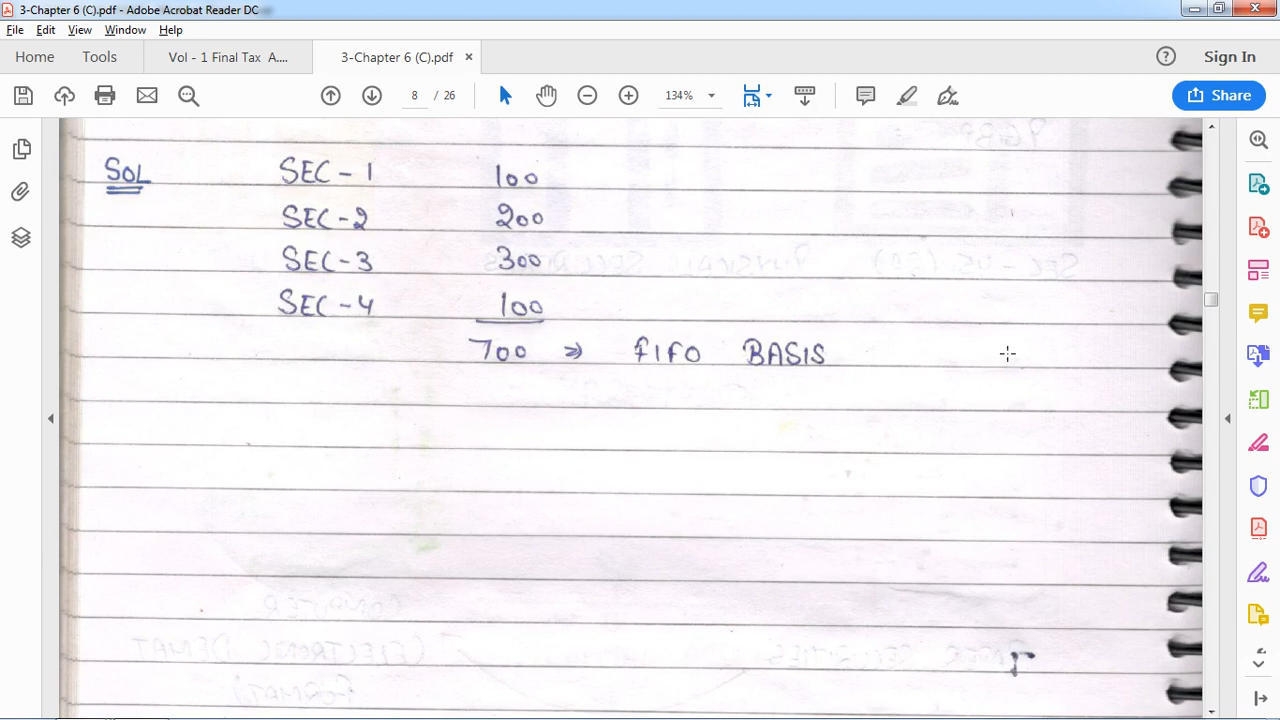 3-Chapter 6 (C).pdf - Adobe Acrobat Reader DC
File Edit View Window Help
Home Tools Vol - 1 Final Tax A.... 3-Chapter 6 (C).pdf × Sign In
8 / 26 134% Share
SOL SEC - 1 100
SEC - 2 200
SEC - 3 300
SEC - 4 100
700 ⇒ FIFO BASIS